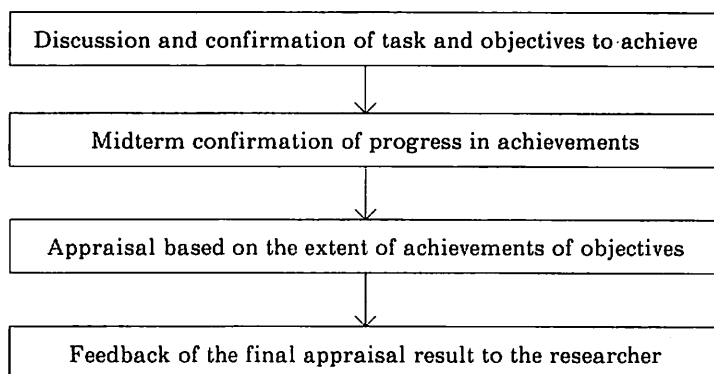 Discussion and confirmation of task and objectives to achieve
Midterm confirmation of progress in achievements
Appraisal based on the extent of achievements of objectives
Feedback of the final appraisal result to the researcher